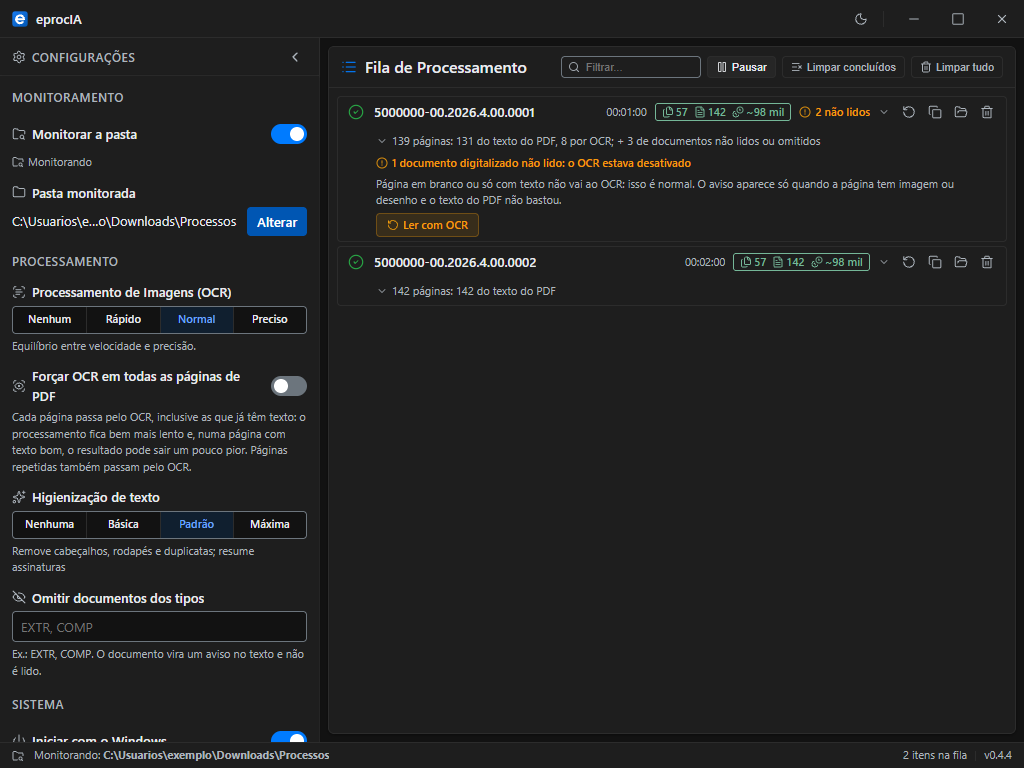 eprocIA
CONFIGURAÇÕES
MONITORAMENTO
Monitorar a pasta
Monitorando
Pasta monitorada
C:\Usuarios\e...o\Downloads\Processos
Alterar
PROCESSAMENTO
Processamento de Imagens (OCR)
Nenhum Rápido Normal Preciso
Equilíbrio entre velocidade e precisão.
Forçar OCR em todas as páginas de
PDF
Cada página passa pelo OCR, inclusive as que já têm texto: o
processamento fica bem mais lento e, numa página com
texto bom, o resultado pode sair um pouco pior. Páginas
repetidas também passam pelo OCR.
Higienização de texto
Nenhuma Básica Padrão Máxima
Remove cabeçalhos, rodapés e duplicatas; resume
assinaturas
Omitir documentos dos tipos
EXTR, COMP
Ex.: EXTR, COMP. O documento vira um aviso no texto e não
é lido.
SISTEMA
Iniciar com o Windows
Fila de Processamento
Filtrar...
Pausar
Limpar concluídos
Limpar tudo
5000000-00.2026.4.00.0001 00:01:00 57 142 ~98 mil 2 não lidos
139 páginas: 131 do texto do PDF, 8 por OCR; + 3 de documentos não lidos ou omitidos
1 documento digitalizado não lido: o OCR estava desativado
Página em branco ou só com texto não vai ao OCR: isso é normal. O aviso aparece só quando a página tem imagem ou
desenho e o texto do PDF não bastou.
Ler com OCR
5000000-00.2026.4.00.0002 00:02:00 57 142 ~98 mil
142 páginas: 142 do texto do PDF
Monitorando: C:\Usuarios\exemplo\Downloads\Processos
2 itens na fila v0.4.4